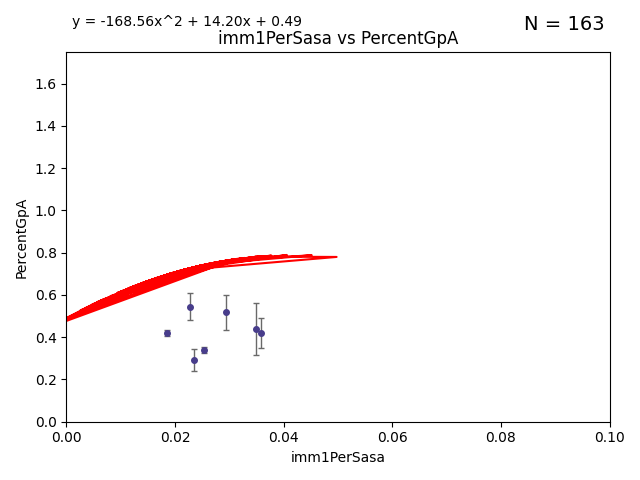 y = -168.56x^2 + 14.20x + 0.49
N = 163
imm1PerSasa vs PercentGpA
1.6
1.4
1.2
1.0
0.8
0.6
0.4
0.2
0.0
PercentGpA
0.00 0.02 0.04 0.06 0.08 0.10
imm1PerSasa